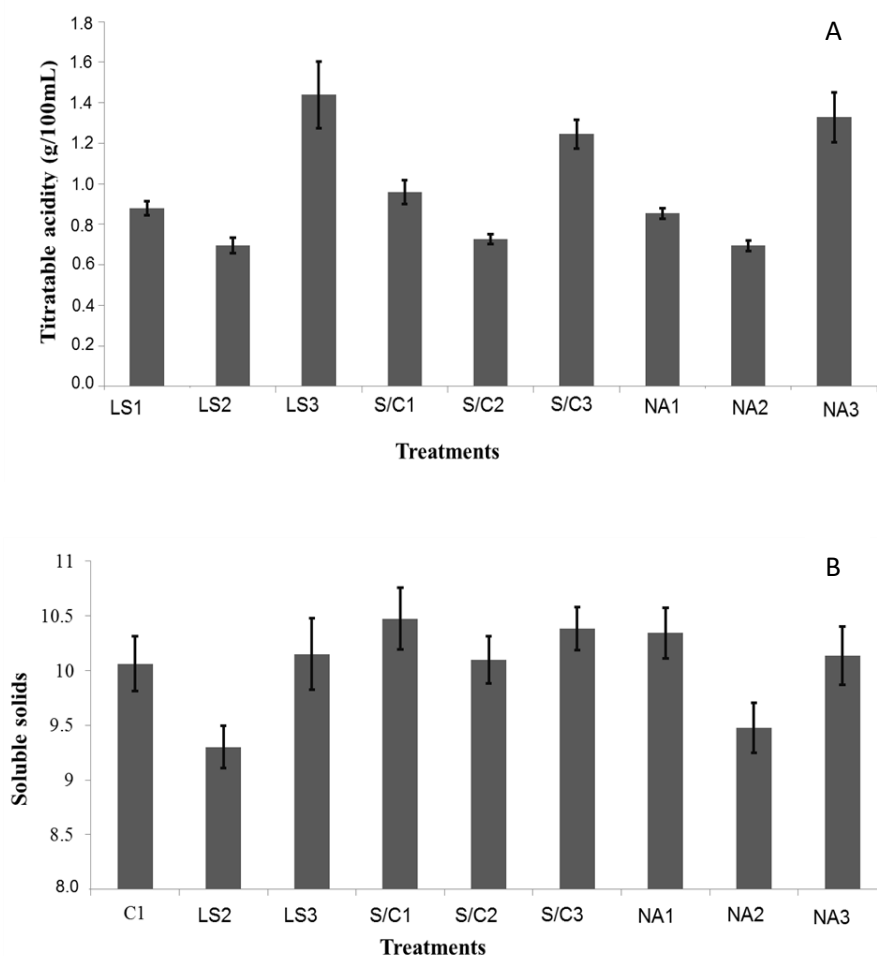 A
Titratable acidity (g/100mL)
1.8
1.6
1.4
1.2
1.0
0.8
0.6
0.4
0.2
0.0
LS1 LS2 LS3 S/C1 S/C2 S/C3 NA1 NA2 NA3
Treatments
B
Soluble solids
11
10.5
10
9.5
9
8.5
8.0
C1 LS2 LS3 S/C1 S/C2 S/C3 NA1 NA2 NA3
Treatments